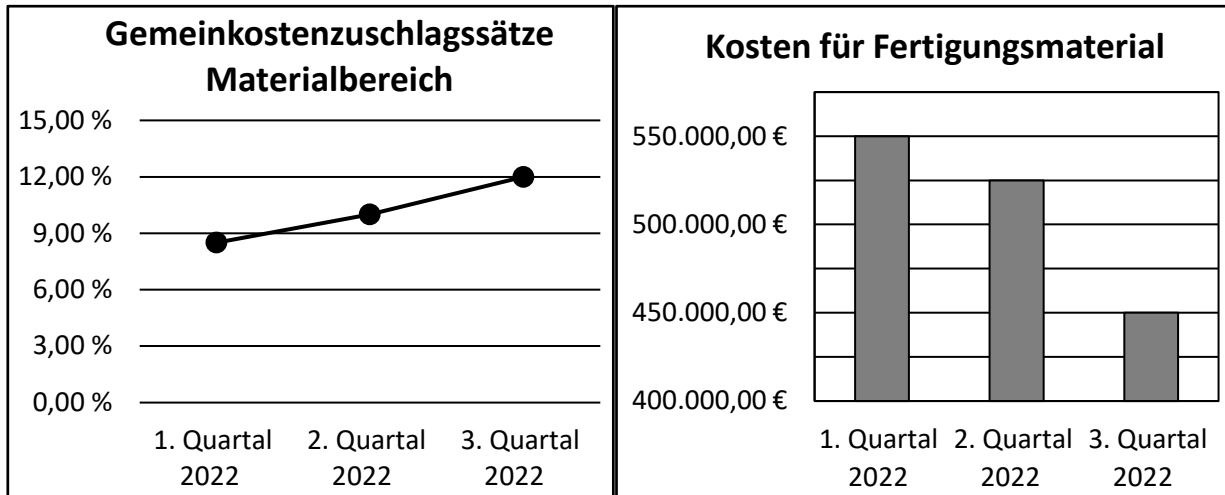 Gemeinkostenzuschlagssätze
Materialbereich
15,00 %
12,00 %
9,00 %
6,00 %
3,00 %
0,00 %
1. Quartal
2022
2. Quartal
2022
3. Quartal
2022
Kosten für Fertigungsmaterial
550.000,00 €
500.000,00 €
450.000,00 €
400.000,00 €
1. Quartal
2022
2. Quartal
2022
3. Quartal
2022